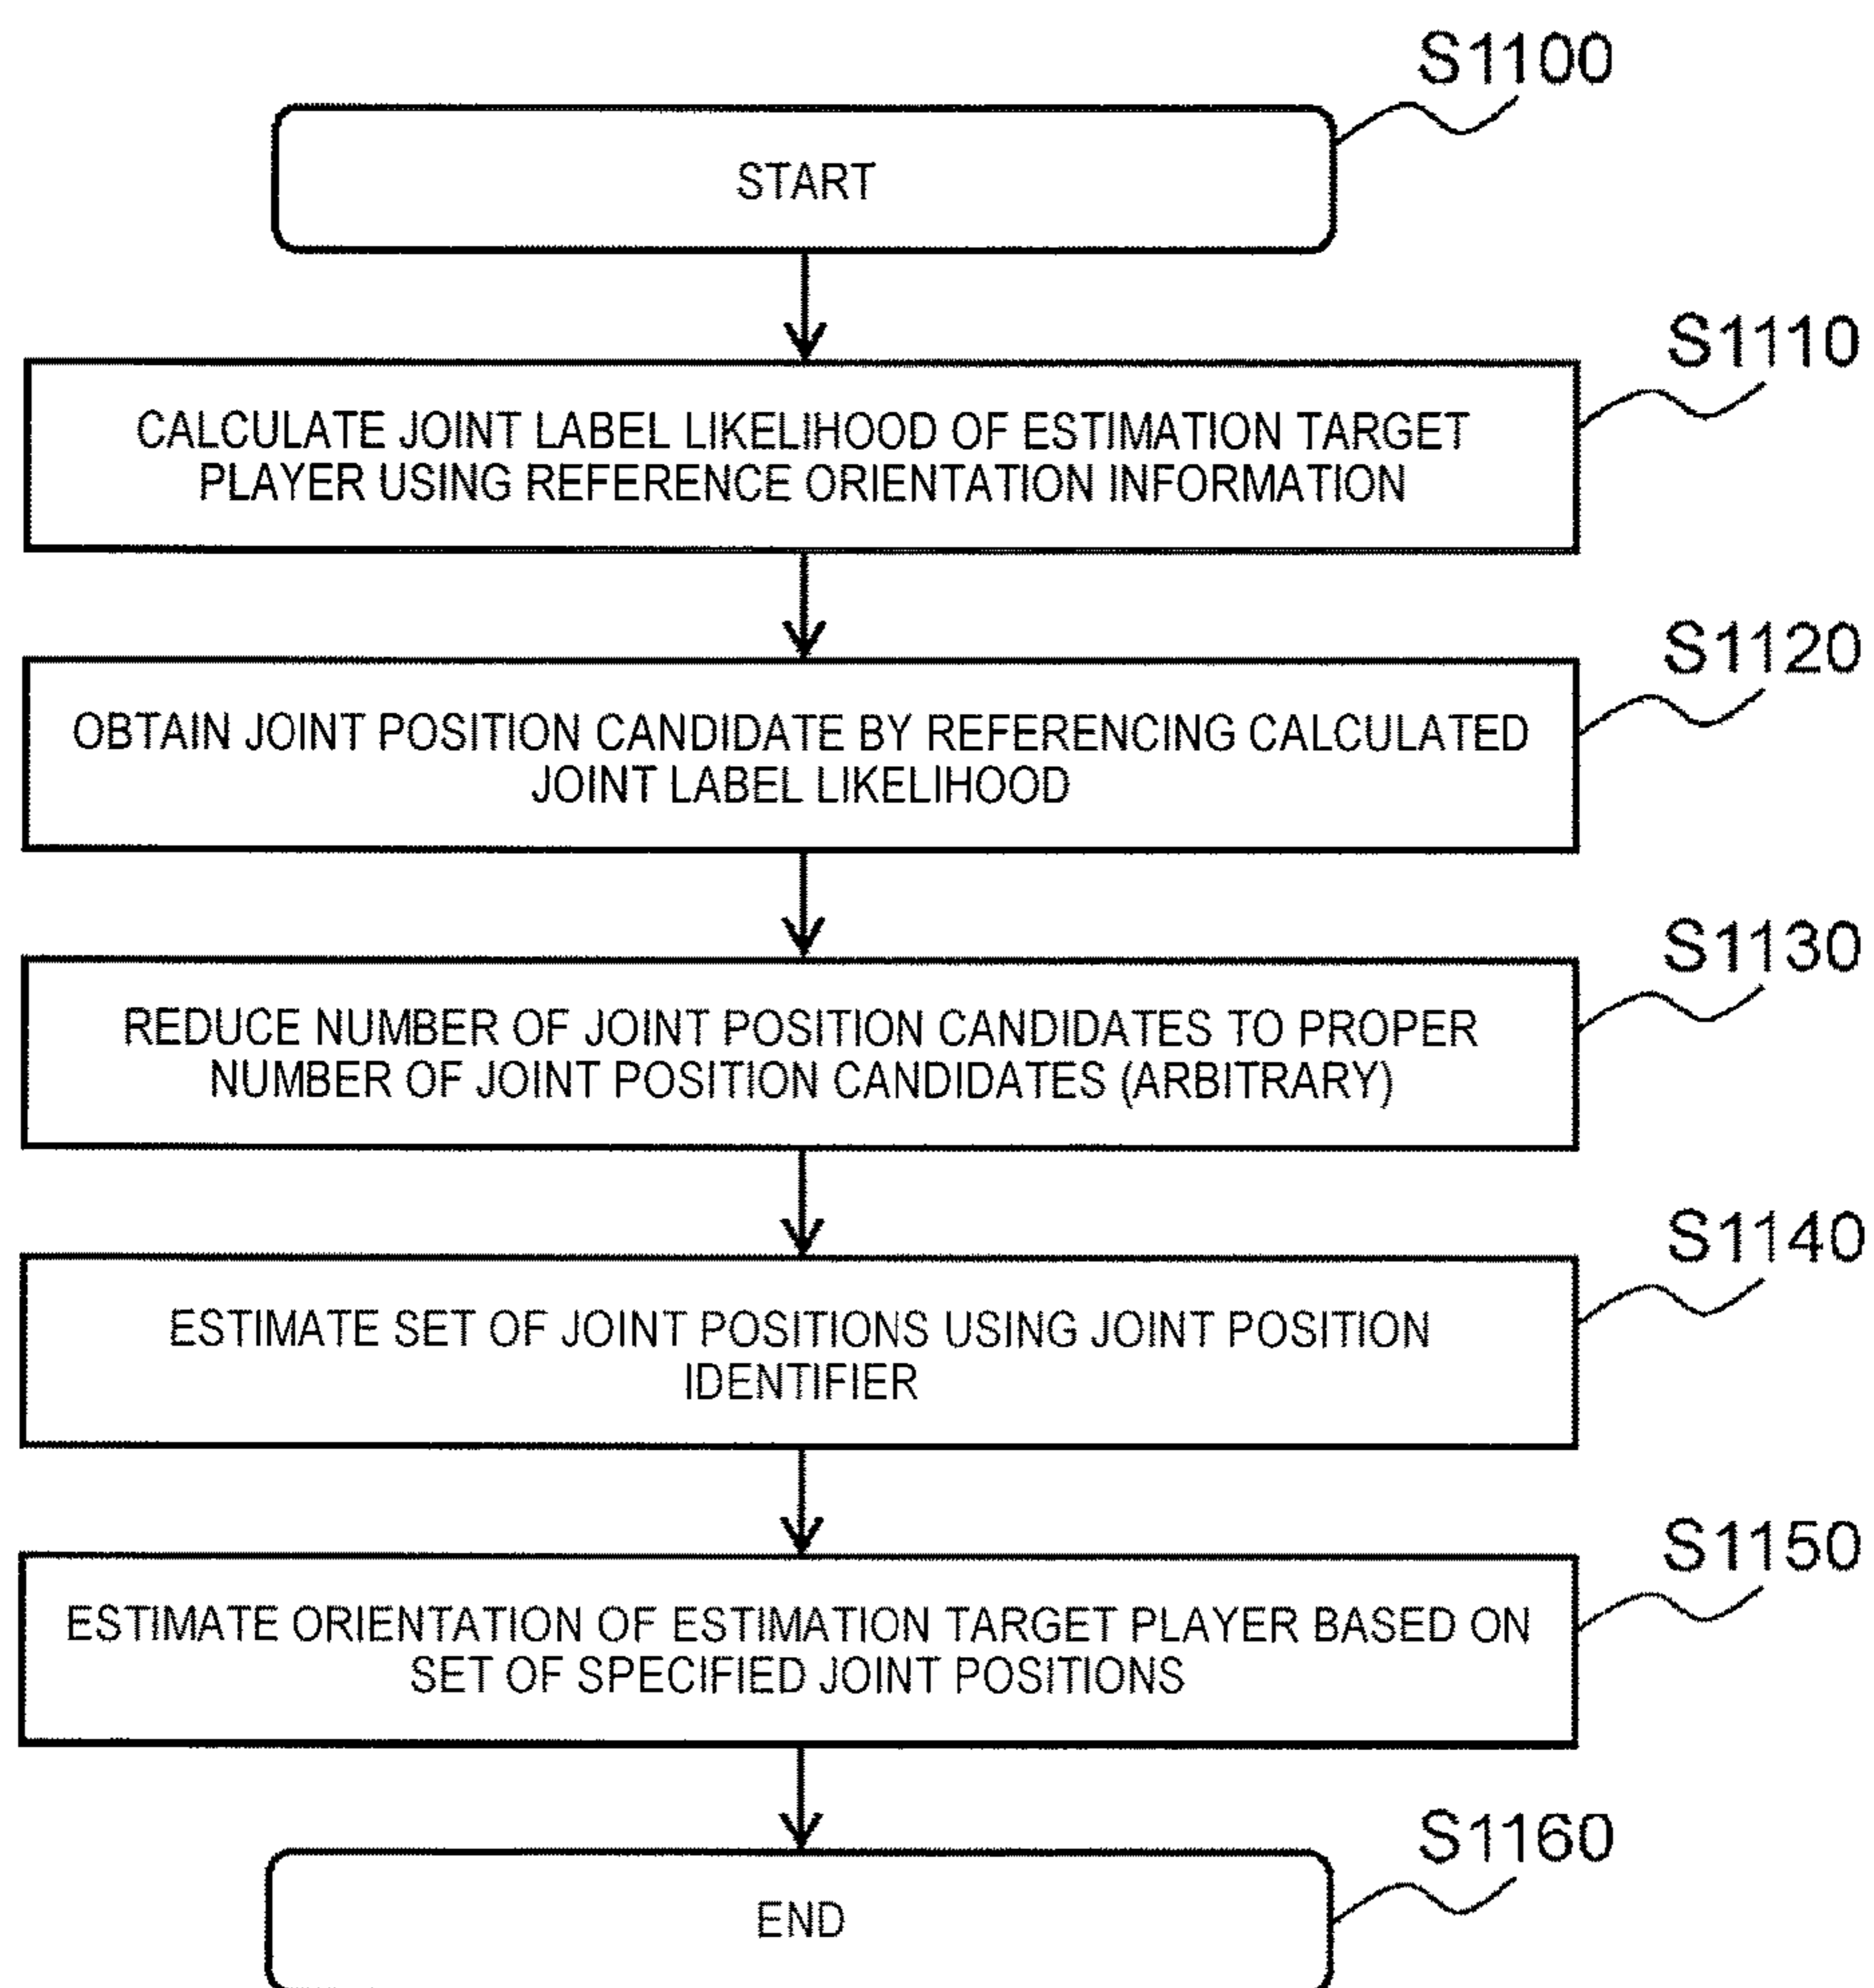 S1100
START
S1110
CALCULATE JOINT LABEL LIKELIHOOD OF ESTIMATION TARGET
PLAYER USING REFERENCE ORIENTATION INFORMATION
S1120
OBTAIN JOINT POSITION CANDIDATE BY REFERENCING CALCULATED
JOINT LABEL LIKELIHOOD
S1130
REDUCE NUMBER OF JOINT POSITION CANDIDATES TO PROPER
NUMBER OF JOINT POSITION CANDIDATES (ARBITRARY)
S1140
ESTIMATE SET OF JOINT POSITIONS USING JOINT POSITION
IDENTIFIER
S1150
ESTIMATE ORIENTATION OF ESTIMATION TARGET PLAYER BASED ON
SET OF SPECIFIED JOINT POSITIONS
S1160
END